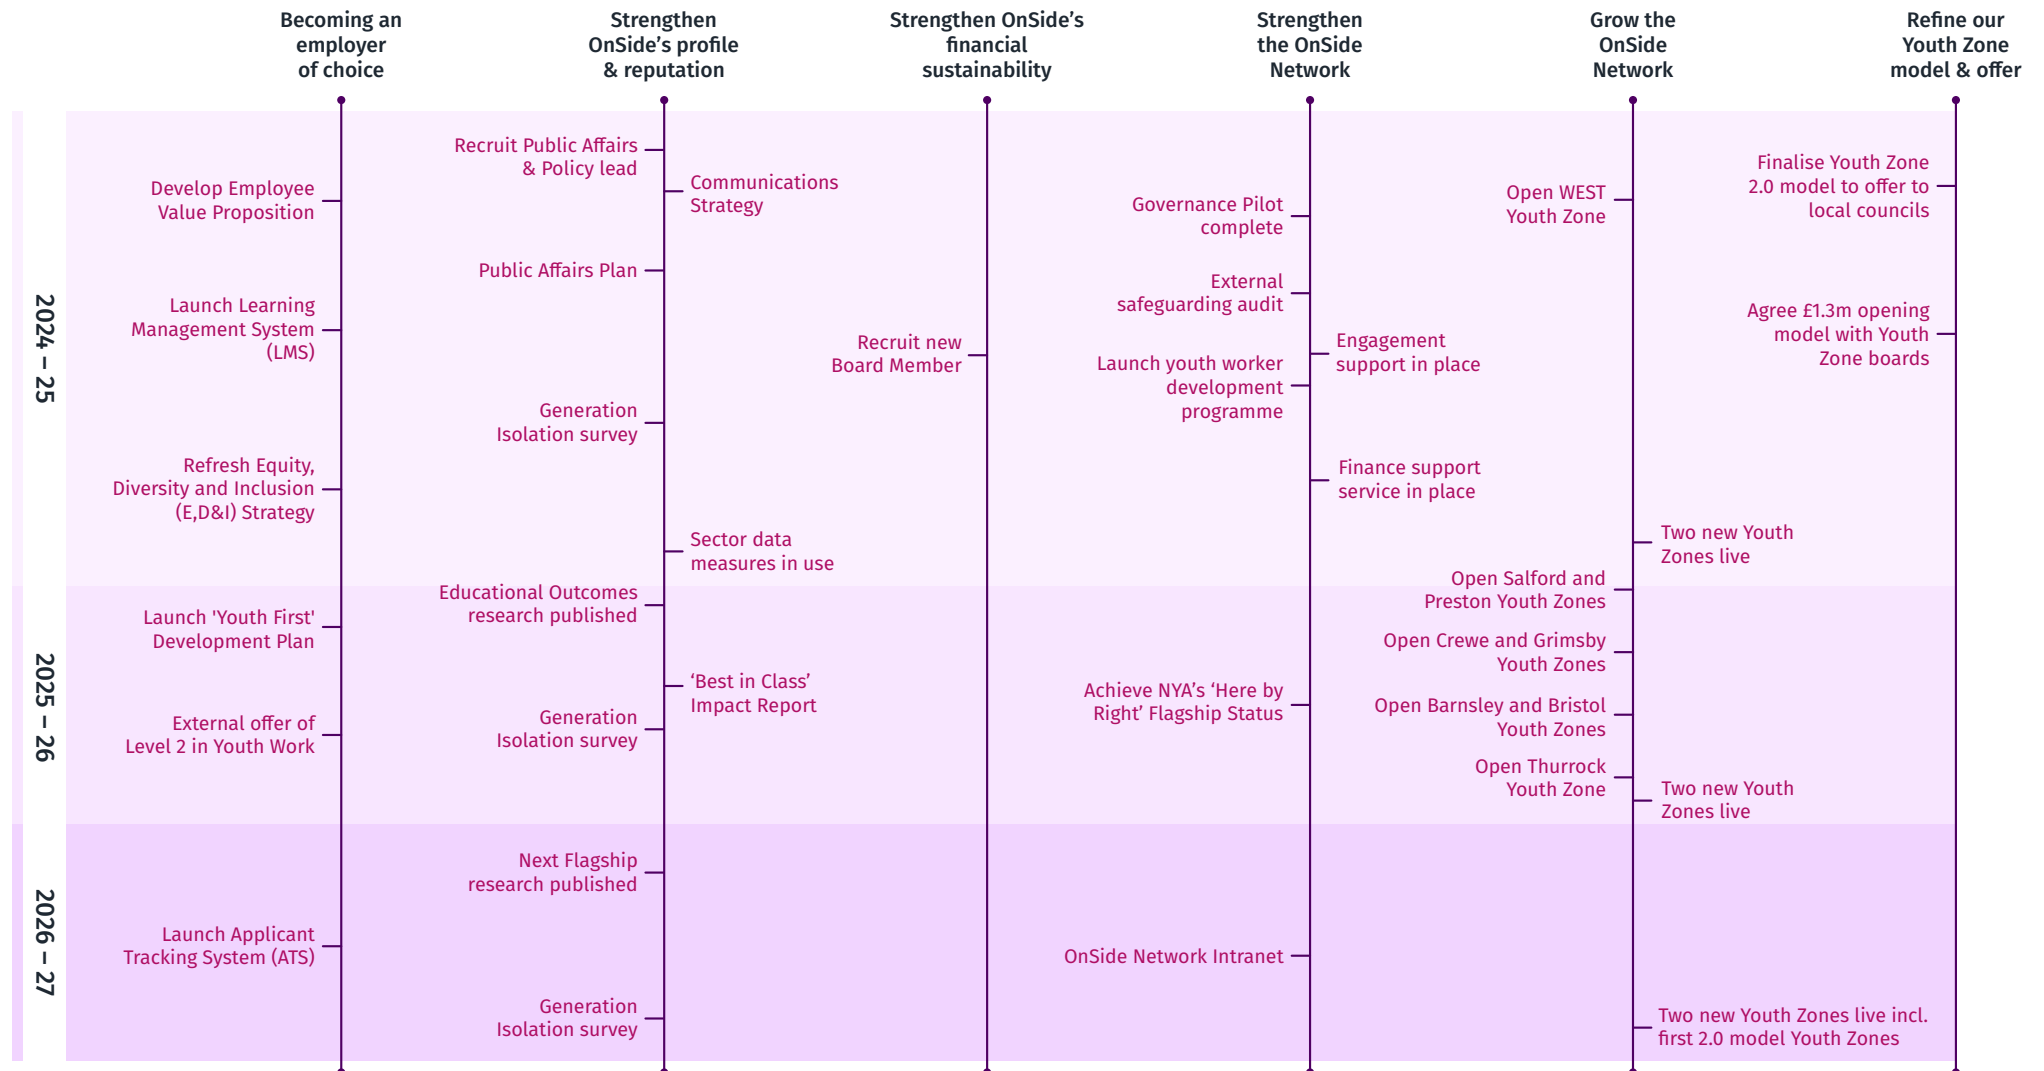 Becoming an
employer
of choice
Strengthen
OnSide’s profile
& reputation
Strengthen OnSide’s
financial
sustainability
Strengthen
the OnSide
Network
Grow the
OnSide
Network
Refine our
Youth Zone
model & offer
2024 – 25
2025 – 26
2026 – 27
Develop Employee
Value Proposition
Launch Learning
Management System
(LMS)
Refresh Equity,
Diversity and Inclusion
(E,D&I) Strategy
Launch 'Youth First'
Development Plan
External offer of
Level 2 in Youth Work
Launch Applicant
Tracking System (ATS)
Recruit Public Affairs
& Policy lead
Communications
Strategy
Public Affairs Plan
Generation
Isolation survey
Sector data
measures in use
Educational Outcomes
research published
‘Best in Class’
Impact Report
Generation
Isolation survey
Next Flagship
research published
Generation
Isolation survey
Recruit new
Board Member
Governance Pilot
complete
External
safeguarding audit
Engagement
support in place
Launch youth worker
development
programme
Finance support
service in place
Achieve NYA’s ‘Here by
Right’ Flagship Status
OnSide Network Intranet
Open WEST
Youth Zone
Two new Youth
Zones live
Open Salford and
Preston Youth Zones
Open Crewe and Grimsby
Youth Zones
Open Barnsley and Bristol
Youth Zones
Open Thurrock
Youth Zone
Two new Youth
Zones live
Two new Youth Zones live incl.
first 2.0 model Youth Zones
Finalise Youth Zone
2.0 model to offer to
local councils
Agree £1.3m opening
model with Youth
Zone boards